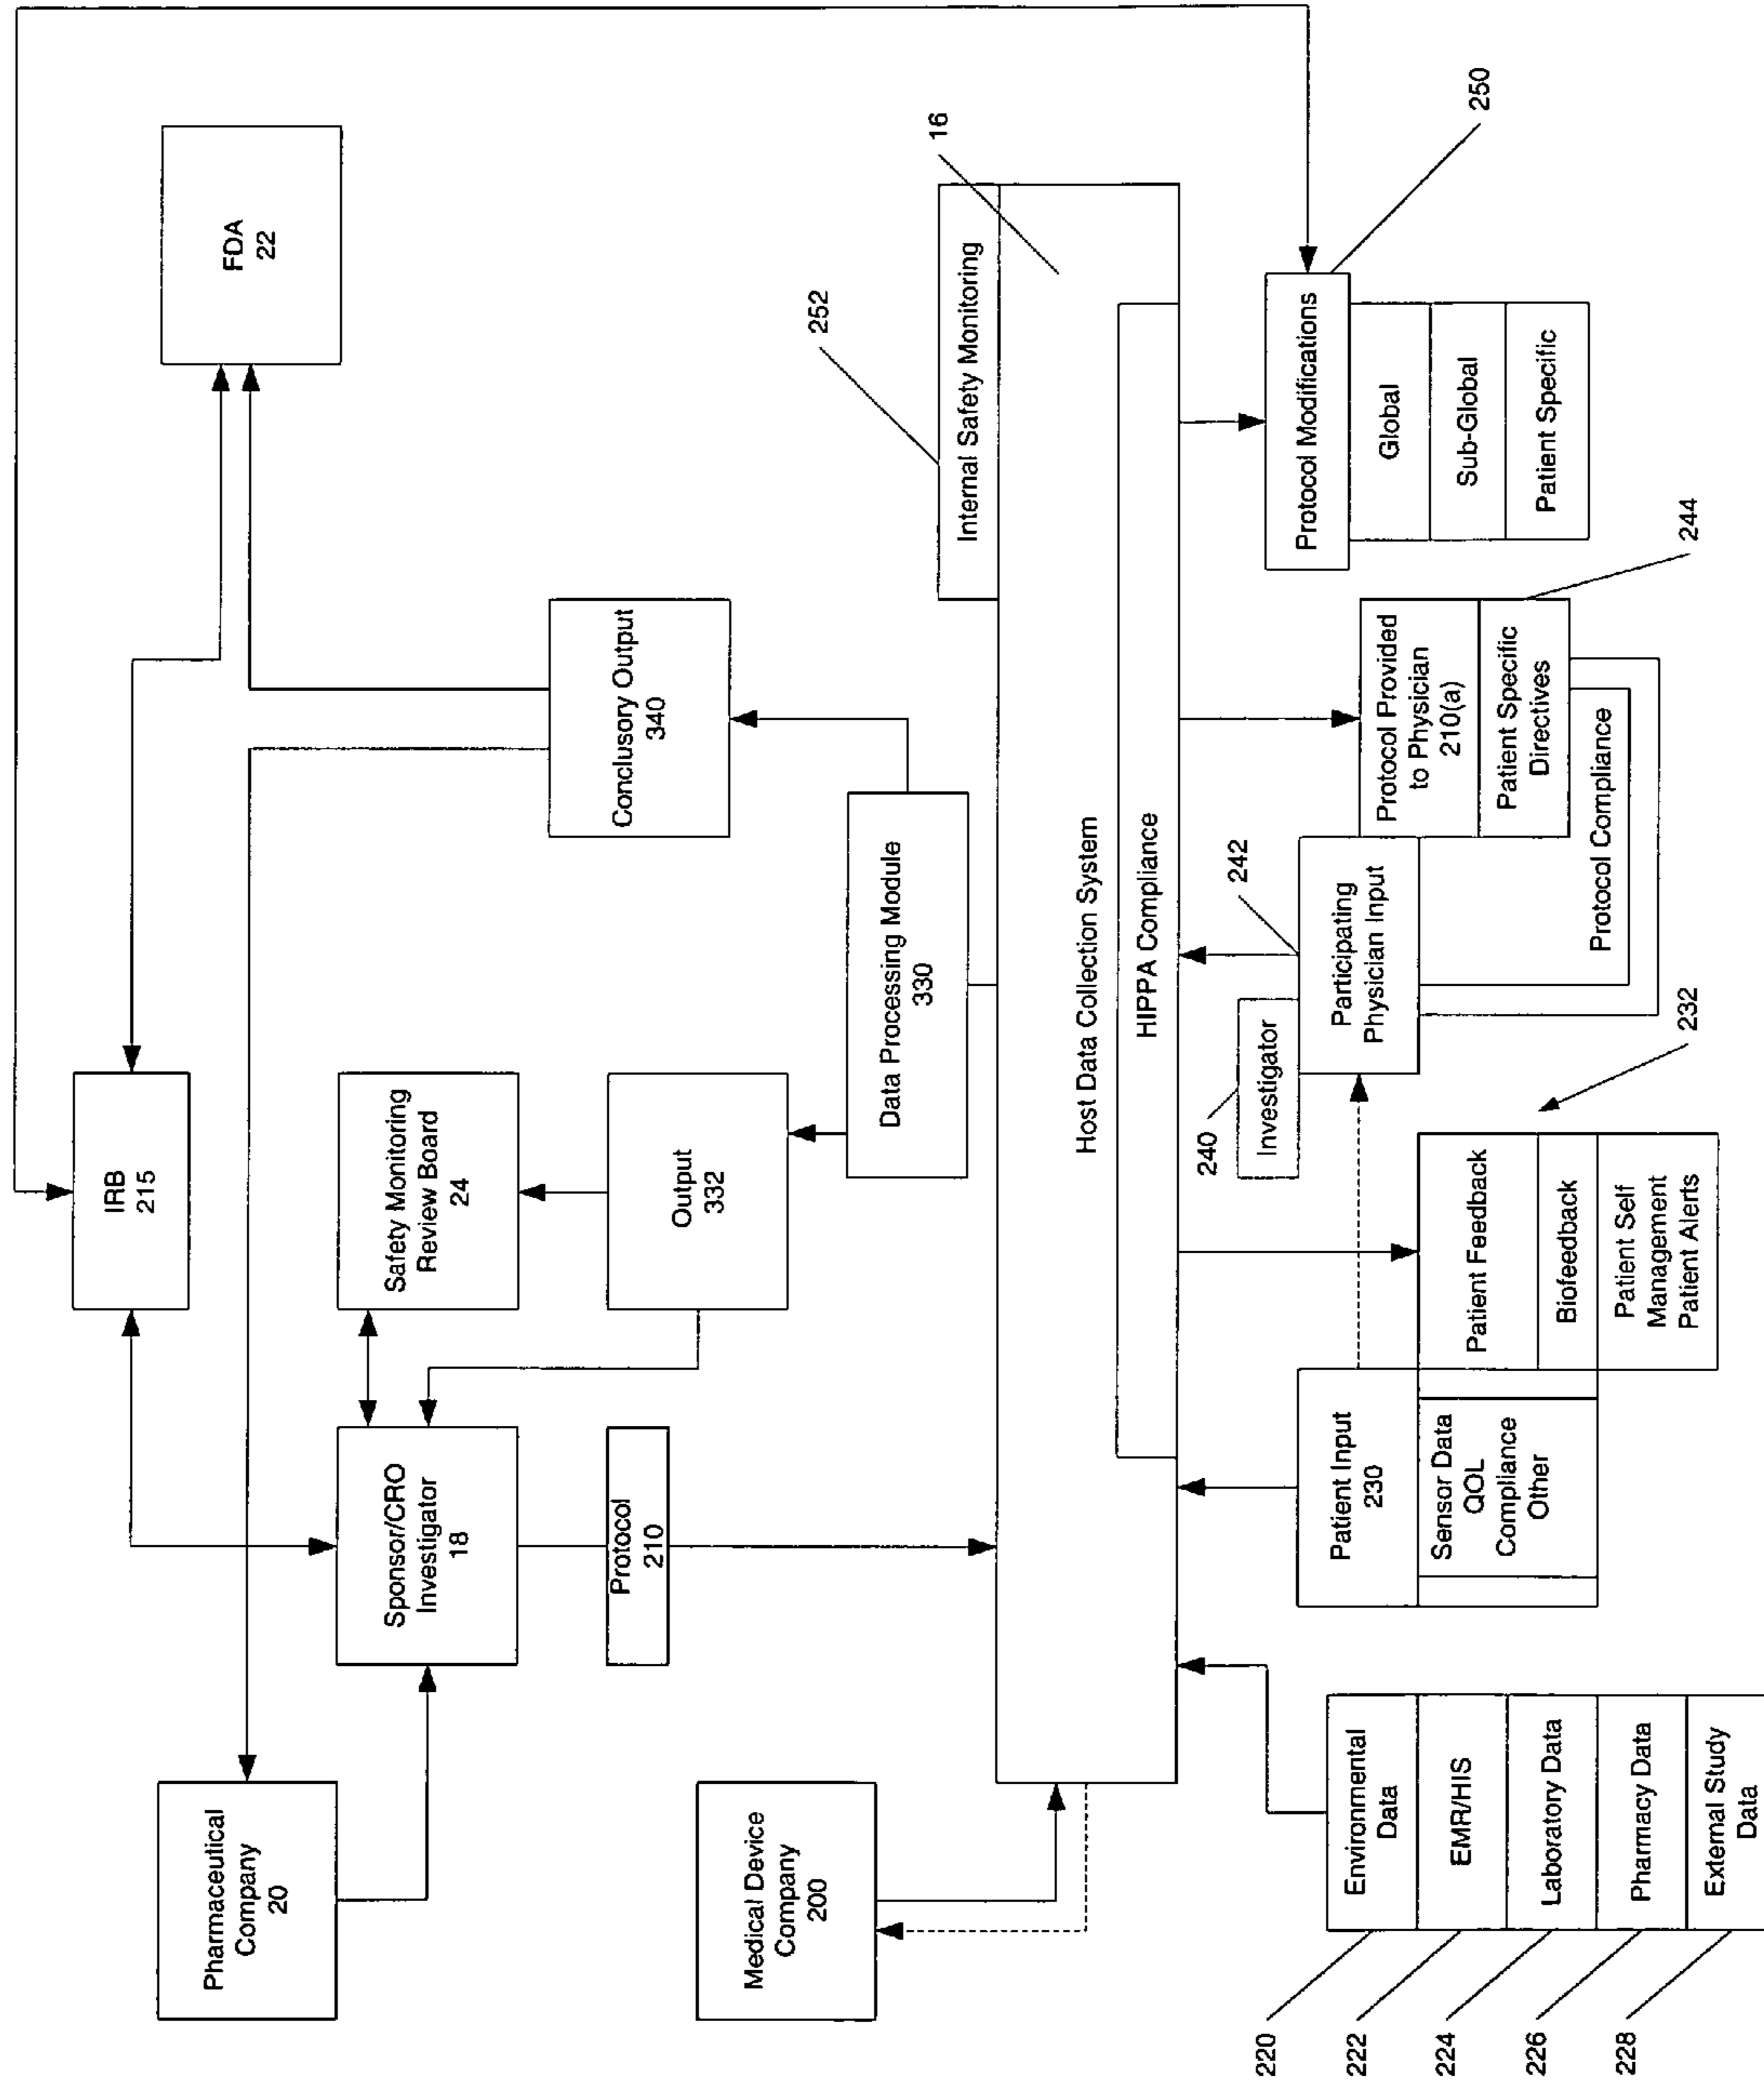 Pharmaceutical
Company
20
Sponsor/CRO
Investigator
18
IRB
215
FDA
22
Safety Monitoring
Review Board
24
Protocol
210
Output
332
Conclusory Output
340
Medical Device
Company
200
Data Processing Module
330
252
Internal Safety Monitoring
16
Host Data Collection System
HIPPA Compliance
220
Environmental
Data
222
EMR/HIS
224
Laboratory Data
226
Pharmacy Data
228
External Study
Data
Patient Input
230
Sensor Data
QOL
Compliance
Other
Patient Feedback
Biofeedback
Patient Self
Management
Patient Alerts
232
240
Investigator
242
Participating
Physician Input
Protocol Provided
to Physician
210(a)
Patient Specific
Directives
244
Protocol Compliance
Protocol Modifications
250
Global
Sub-Global
Patient Specific